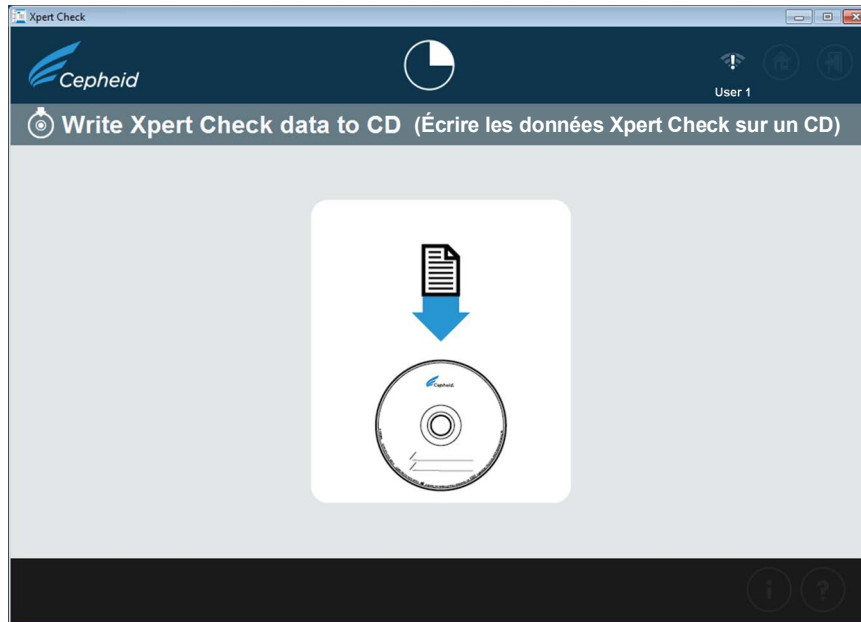 Xpert Check
Cepheid
User 1
Write Xpert Check data to CD (Écrire les données Xpert Check sur un CD)
Cepheid.